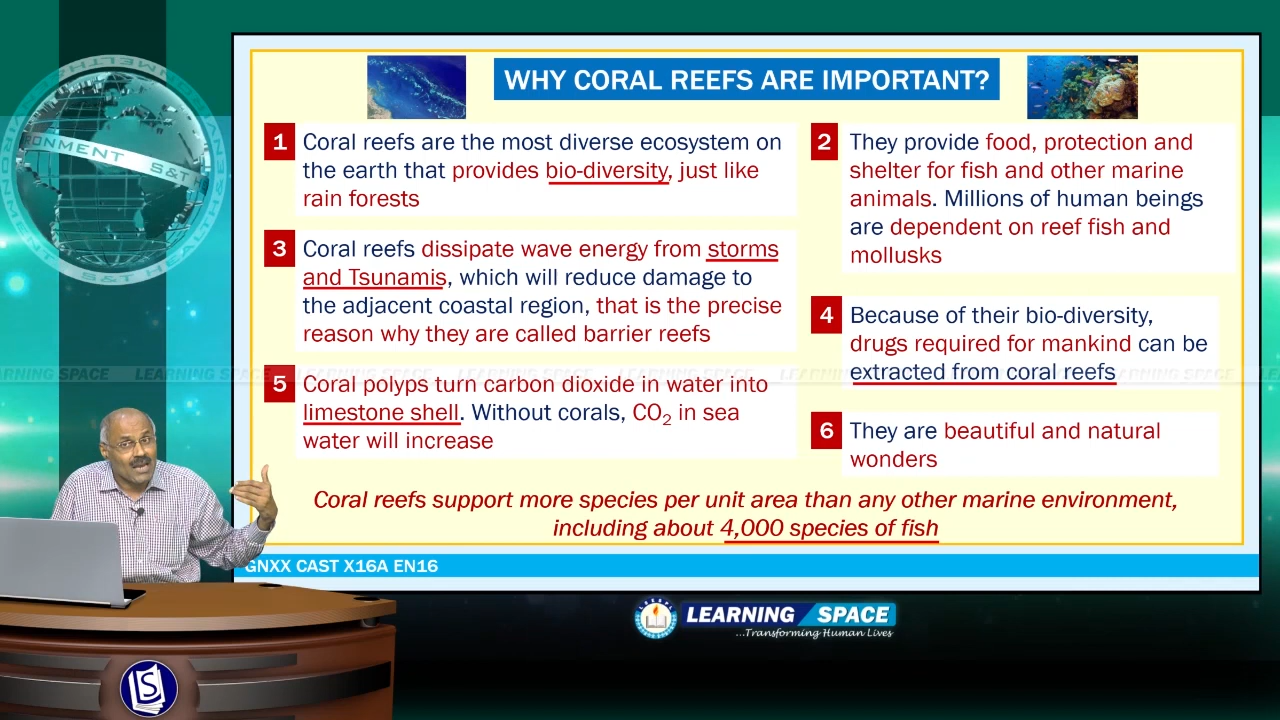 WHY CORAL REEFS ARE IMPORTANT?
1
Coral reefs are the most diverse ecosystem on
the earth that provides bio-diversity, just like
rain forests
2
They provide food, protection and
shelter for fish and other marine
animals. Millions of human beings
are dependent on reef fish and
mollusks
3
Coral reefs dissipate wave energy from storms
and Tsunamis, which will reduce damage to
the adjacent coastal region, that is the precise
reason why they are called barrier reefs
4
Because of their bio-diversity,
drugs required for mankind can be
extracted from coral reefs
5
Coral polyps turn carbon dioxide in water into
limestone shell. Without corals, CO₂ in sea
water will increase
6
They are beautiful and natural
wonders
Coral reefs support more species per unit area than any other marine environment,
including about 4,000 species of fish
GNXX CAST X16A EN16
LEARNING SPACE
...Transforming Human Lives
LS
RONMENT S&T
S&T HEALTH
LEARNING SPACE LEARNING SPACE